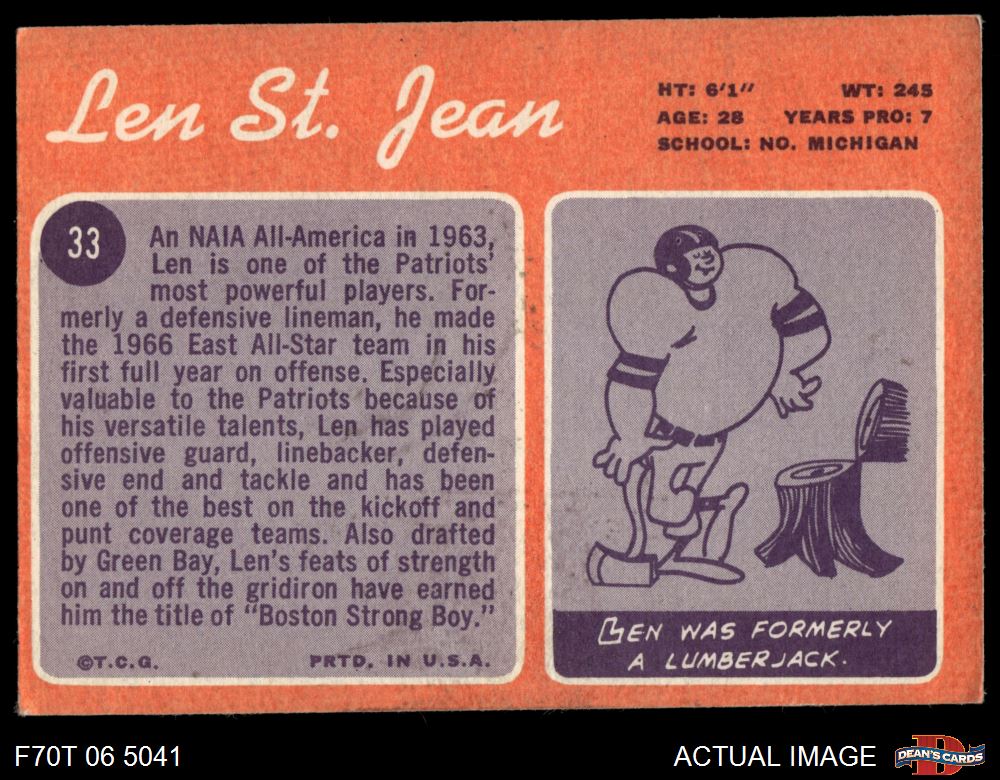 Len St. Jean
HT: 6'1" WT: 245
AGE: 28 YEARS PRO: 7
SCHOOL: NO. MICHIGAN
33
An NAIA All-America in 1963,
Len is one of the Patriots'
most powerful players. For-
merly a defensive lineman, he made
the 1966 East All-Star team in his
first full year on offense. Especially
valuable to the Patriots because of
his versatile talents, Len has played
offensive guard, linebacker, defen-
sive end and tackle and has been
one of the best on the kickoff and
punt coverage teams. Also drafted
by Green Bay, Len's feats of strength
on and off the gridiron have earned
him the title of "Boston Strong Boy."
©T.C.G. PRTD. IN U.S.A.
LEN WAS FORMERLY
A LUMBERJACK.
F70T 06 5041
ACTUAL IMAGE
D
DEAN'S CARDS